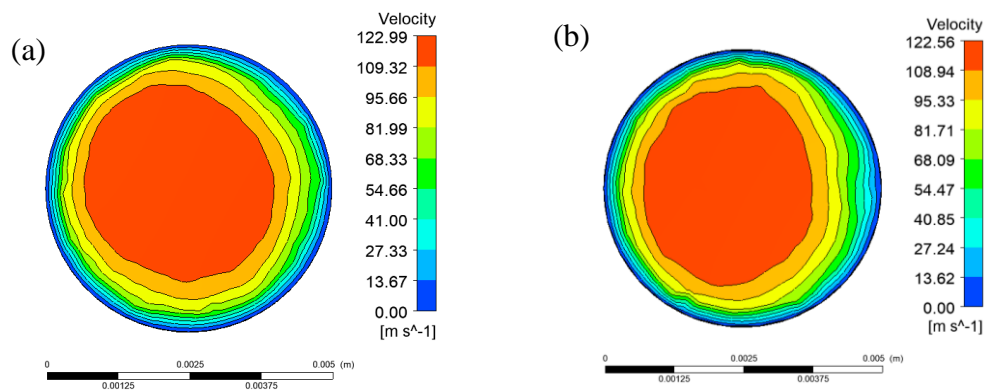 (a)
Velocity
122.99
109.32
95.66
81.99
68.33
54.66
41.00
27.33
13.67
0.00
[m s^-1]
0 0.0025 0.005 (m)
0.00125 0.00375
(b)
Velocity
122.56
108.94
95.33
81.71
68.09
54.47
40.85
27.24
13.62
0.00
[m s^-1]
0 0.0025 0.005 (m)
0.00125 0.00375